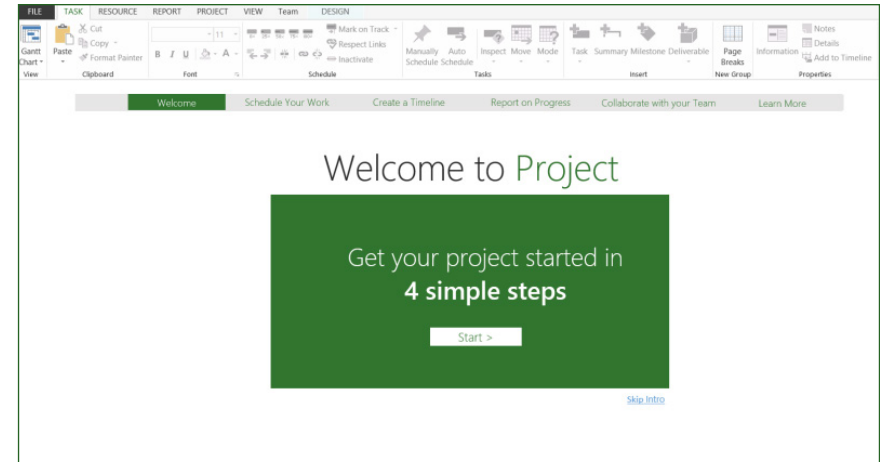 FILE TASK RESOURCE REPORT PROJECT VIEW Team DESIGN
Gantt Chart
View
Paste
Cut
Copy
Format Painter
Clipboard
11
B I U A
Font
Mark on Track
Respect Links
Inactivate
Schedule
Manually Schedule
Auto Schedule
Inspect
Move
Mode
Tasks
Task
Summary
Milestone
Deliverable
Insert
Page Breaks
New Group
Information
Notes
Details
Add to Timeline
Properties
Welcome Schedule Your Work Create a Timeline Report on Progress Collaborate with your Team Learn More
Welcome to Project
Get your project started in
4 simple steps
Start >
Skip Intro